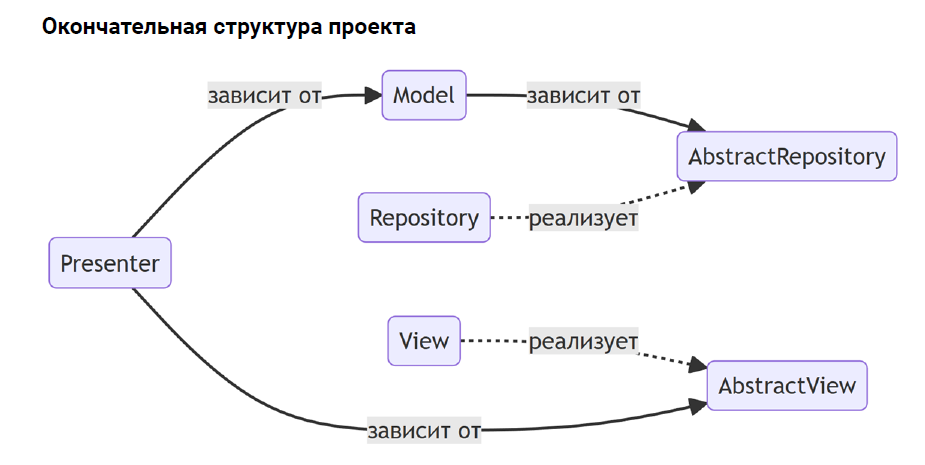 Окончательная структура проекта
зависит от
Model
зависит от
AbstractRepository
Repository
реализует
Presenter
View
реализует
AbstractView
зависит от